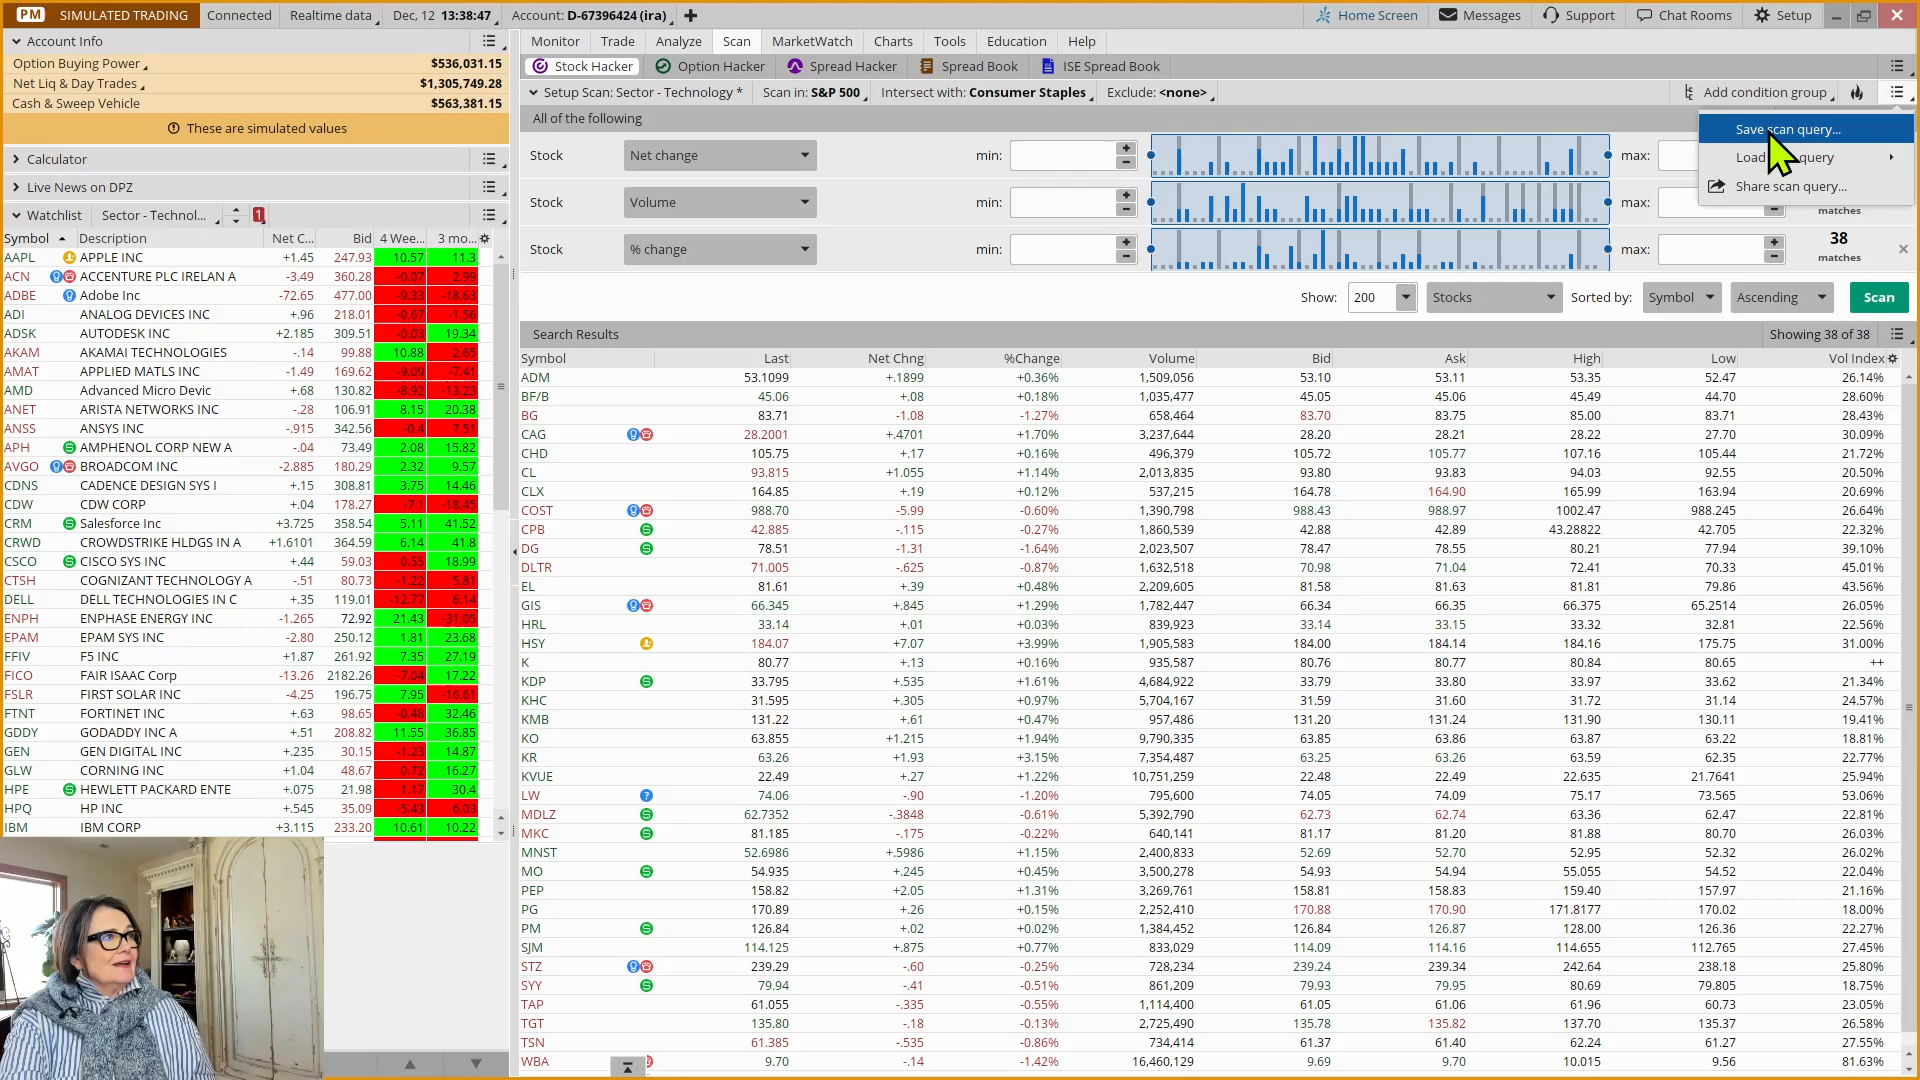 PM SIMULATED TRADING Connected Realtime data Dec, 12 13:38:47 Account: D-67396424 (ira) Home Screen Messages Support Chat Rooms Setup
Account Info
Option Buying Power $536,031.15
Net Liq & Day Trades $1,305,749.28
Cash & Sweep Vehicle $563,381.15
These are simulated values
Calculator
Live News on DPZ
Watchlist Sector - Technol... 1
Symbol Description Net C... Bid 4 Wee... 3 mo...
AAPL APPLE INC +1.45 247.93 10.57 11.3
ACN ACCENTURE PLC IRELAN A -3.49 360.28 -0.07 2.99
ADBE Adobe Inc -72.65 477.00 -9.33 -18.63
ADI ANALOG DEVICES INC +.96 218.01 -0.67 -1.56
ADSK AUTODESK INC +2.185 309.51 -0.03 19.34
AKAM AKAMAI TECHNOLOGIES -.14 99.88 10.88 2.65
AMAT APPLIED MATLS INC -1.49 169.62 -9.09 -7.41
AMD Advanced Micro Devic +.68 130.82 -8.92 -13.23
ANET ARISTA NETWORKS INC -.28 106.91 8.15 20.38
ANSS ANSYS INC -.915 342.56 -0.4 7.51
APH AMPHENOL CORP NEW A -.04 73.49 2.08 15.82
AVGO BROADCOM INC -2.885 180.29 2.32 9.57
CDNS CADENCE DESIGN SYS I +.15 308.81 3.75 14.46
CDW CDW CORP +.04 178.27 -7.1 -18.45
CRM Salesforce Inc +3.725 358.54 5.11 41.52
CRWD CROWDSTRIKE HLDGS IN A +1.6101 364.59 6.14 41.8
CSCO CISCO SYS INC +.44 59.03 0.55 18.99
CTSH COGNIZANT TECHNOLOGY A -.51 80.73 -1.22 5.81
DELL DELL TECHNOLOGIES IN C +.35 119.01 -12.77 6.14
ENPH ENPHASE ENERGY INC -1.265 72.92 21.43 -31.05
EPAM EPAM SYS INC -2.80 250.12 1.81 23.68
FFIV F5 INC +1.87 261.92 7.35 27.19
FICO FAIR ISAAC Corp -13.26 2182.26 -7.04 17.22
FSLR FIRST SOLAR INC -4.25 196.75 7.95 -16.61
FTNT FORTINET INC +.63 98.65 -0.48 32.46
GDDY GODADDY INC A +.51 208.82 11.55 36.85
GEN GEN DIGITAL INC +.235 30.15 -1.23 14.87
GLW CORNING INC +1.04 48.67 0.72 16.27
HPE HEWLETT PACKARD ENTE +.075 21.98 1.17 30.4
HPQ HP INC +.545 35.09 -5.43 6.03
IBM IBM CORP +3.115 233.20 10.61 10.22
Monitor Trade Analyze Scan MarketWatch Charts Tools Education Help
Stock Hacker Option Hacker Spread Hacker Spread Book ISE Spread Book
Setup Scan: Sector - Technology * Scan in: S&P 500 Intersect with: Consumer Staples Exclude: <none> Add condition group
All of the following
Save scan query...
Load query
Share scan query...
Stock Net change min: max:
Stock Volume min: max: matches
Stock % change min: max: 38 matches
Show: 200 Stocks Sorted by: Symbol Ascending Scan
Search Results Showing 38 of 38
Symbol Last Net Chng %Change Volume Bid Ask High Low Vol Index
ADM 53.1099 +.1899 +0.36% 1,509,056 53.10 53.11 53.35 52.47 26.14%
BF/B 45.06 +.08 +0.18% 1,035,477 45.05 45.06 45.49 44.70 28.60%
BG 83.71 -1.08 -1.27% 658,464 83.70 83.75 85.00 83.71 28.43%
CAG 28.2001 +.4701 +1.70% 3,237,644 28.20 28.21 28.22 27.70 30.09%
CHD 105.75 +.17 +0.16% 496,379 105.72 105.77 107.16 105.44 21.72%
CL 93.815 +1.055 +1.14% 2,013,835 93.80 93.83 94.03 92.55 20.50%
CLX 164.85 +.19 +0.12% 537,215 164.78 164.90 165.99 163.94 20.69%
COST 988.70 -5.99 -0.60% 1,390,798 988.43 988.97 1002.47 988.245 26.64%
CPB 42.885 -.115 -0.27% 1,860,539 42.88 42.89 43.28822 42.705 22.32%
DG 78.51 -1.31 -1.64% 2,023,507 78.47 78.55 80.21 77.94 39.10%
DLTR 71.005 -.625 -0.87% 1,632,518 70.98 71.04 72.41 70.33 45.01%
EL 81.61 +.39 +0.48% 2,209,605 81.58 81.63 81.81 79.86 43.56%
GIS 66.345 +.845 +1.29% 1,782,447 66.34 66.35 66.375 65.2514 26.05%
HRL 33.14 +.01 +0.03% 839,923 33.14 33.15 33.32 32.81 22.56%
HSY 184.07 +7.07 +3.99% 1,905,583 184.00 184.14 184.16 175.75 31.00%
K 80.77 +.13 +0.16% 935,587 80.76 80.77 80.84 80.65 ++
KDP 33.795 +.535 +1.61% 4,684,922 33.79 33.80 33.97 33.62 21.34%
KHC 31.595 +.305 +0.97% 5,704,167 31.59 31.60 31.72 31.14 24.57%
KMB 131.22 +.61 +0.47% 957,486 131.20 131.24 131.90 130.11 19.41%
KO 63.855 +1.215 +1.94% 9,790,335 63.85 63.86 63.87 63.22 18.81%
KR 63.26 +1.93 +3.15% 7,354,487 63.25 63.26 63.59 62.35 22.77%
KVUE 22.49 +.27 +1.22% 10,751,259 22.48 22.49 22.635 21.7641 25.94%
LW 74.06 -.90 -1.20% 795,600 74.05 74.09 75.17 73.565 53.06%
MDLZ 62.7352 -.3848 -0.61% 5,392,790 62.73 62.74 63.36 62.47 22.81%
MKC 81.185 -.175 -0.22% 640,141 81.17 81.20 81.88 80.70 26.03%
MNST 52.6986 +.5986 +1.15% 2,400,833 52.69 52.70 52.95 52.32 26.02%
MO 54.935 +.245 +0.45% 3,500,278 54.93 54.94 55.055 54.52 22.04%
PEP 158.82 +2.05 +1.31% 3,269,761 158.81 158.83 159.40 157.97 21.16%
PG 170.89 +.26 +0.15% 2,252,410 170.88 170.90 171.8177 170.02 18.00%
PM 126.84 +.02 +0.02% 1,384,452 126.84 126.87 128.00 126.36 22.27%
SJM 114.125 +.875 +0.77% 833,029 114.09 114.16 114.655 112.765 27.45%
STZ 239.29 -.60 -0.25% 728,234 239.24 239.34 242.64 238.18 25.80%
SYY 79.94 -.41 -0.51% 861,209 79.93 79.95 80.69 79.805 18.75%
TAP 61.055 -.335 -0.55% 1,114,400 61.05 61.06 61.96 60.73 23.05%
TGT 135.80 -.18 -0.13% 2,725,490 135.78 135.82 137.70 135.37 26.58%
TSN 61.385 -.535 -0.86% 734,414 61.37 61.40 62.24 61.27 27.55%
WBA 9.70 -.14 -1.42% 16,460,129 9.69 9.70 10.015 9.56 81.63%